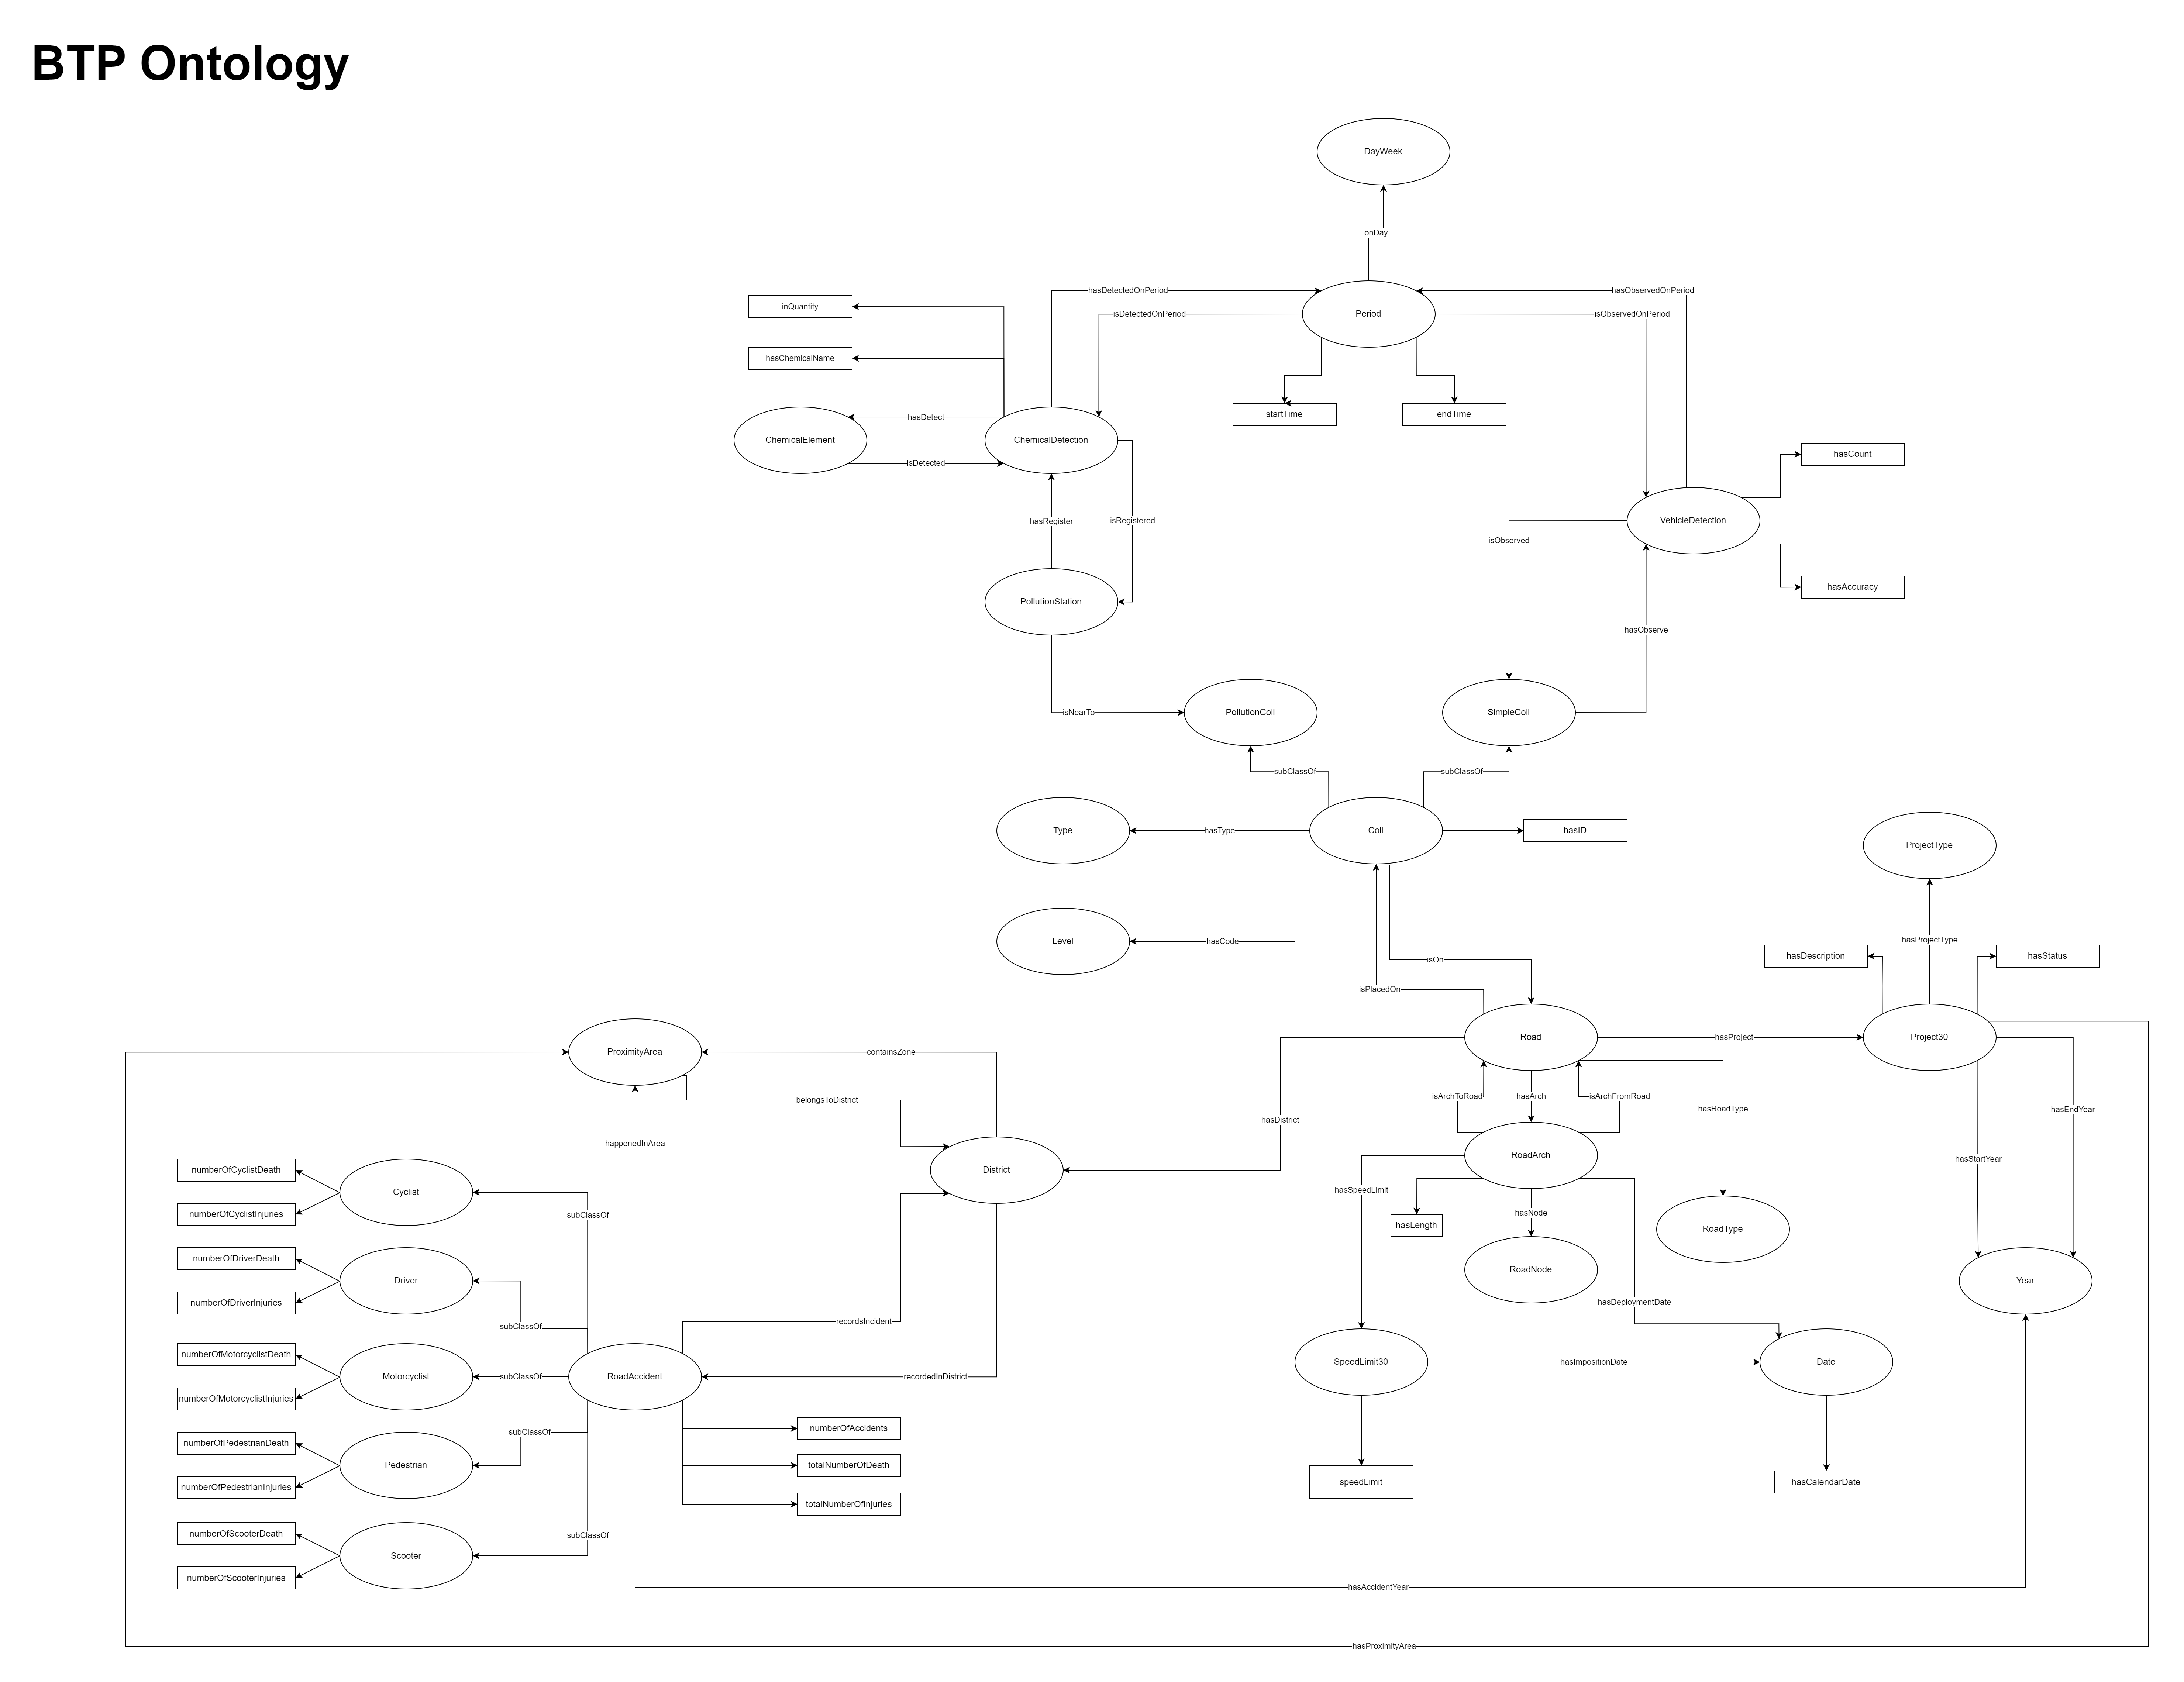 BTP Ontology
DayWeek
onDay
hasDetectedOnPeriod
hasObservedOnPeriod
inQuantity
isDetectedOnPeriod
Period
isObservedOnPeriod
hasChemicalName
startTime
endTime
hasDetect
ChemicalElement
ChemicalDetection
hasCount
isDetected
hasRegister
isRegistered
VehicleDetection
isObserved
hasAccuracy
PollutionStation
hasObserve
isNearTo
PollutionCoil
SimpleCoil
subClassOf
subClassOf
Type
hasType
Coil
hasID
ProjectType
Level
hasCode
hasProjectType
isOn
hasDescription
hasStatus
isPlacedOn
Road
hasProject
Project30
ProximityArea
containsZone
belongsToDistrict
isArchToRoad
hasArch
isArchFromRoad
hasRoadType
hasEndYear
hasDistrict
happenedInArea
RoadArch
hasStartYear
District
numberOfCyclistDeath
Cyclist
hasSpeedLimit
numberOfCyclistInjuries
subClassOf
hasLength
hasNode
RoadType
numberOfDriverDeath
RoadNode
Driver
Year
numberOfDriverInjuries
hasDeploymentDate
recordsIncident
subClassOf
numberOfMotorcyclistDeath
SpeedLimit30
hasImpositionDate
Date
Motorcyclist
subClassOf
RoadAccident
recordedInDistrict
numberOfMotorcyclistInjuries
numberOfAccidents
subClassOf
numberOfPedestrianDeath
Pedestrian
totalNumberOfDeath
speedLimit
hasCalendarDate
numberOfPedestrianInjuries
totalNumberOfInjuries
numberOfScooterDeath
subClassOf
Scooter
numberOfScooterInjuries
hasAccidentYear
hasProximityArea